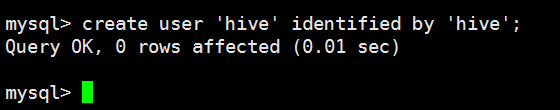 mysql> create user 'hive' identified by 'hive';
Query OK, 0 rows affected (0.01 sec)
mysql>